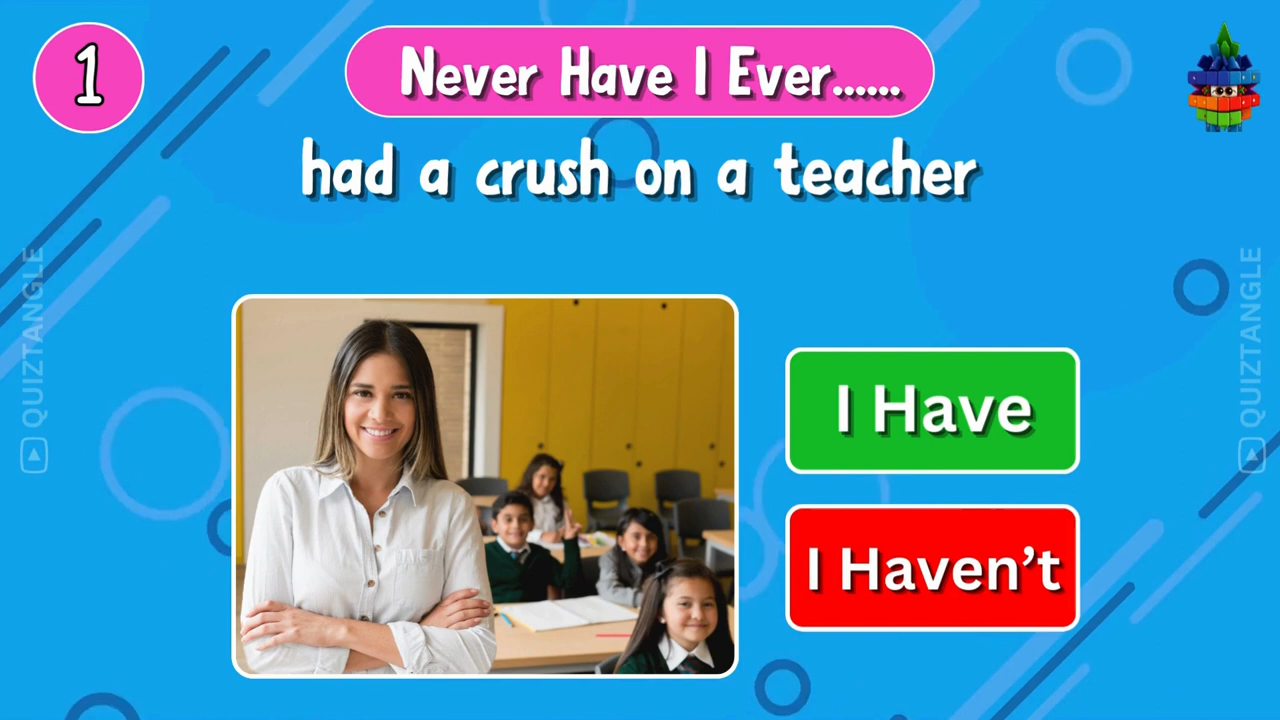 1
Never Have I Ever......
had a crush on a teacher
QUIZTANGLE
I Have
I Haven't
QUIZTANGLE